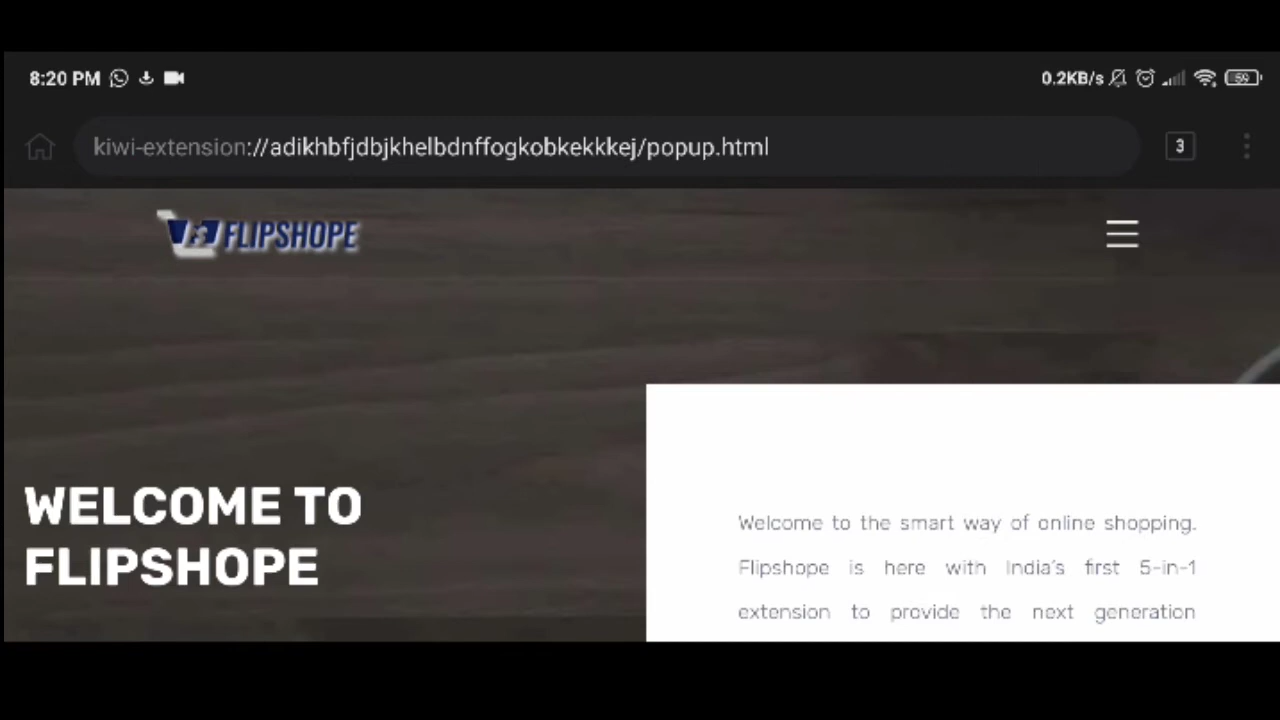 8:20 PM
0.2KB/s
59
kiwi-extension://adikhbfjdbjkhelbdnffogkobkekkkej/popup.html
3
FLIPSHOPE
WELCOME TO
FLIPSHOPE
Welcome to the smart way of online shopping.
Flipshope is here with India's first 5-in-1
extension to provide the next generation